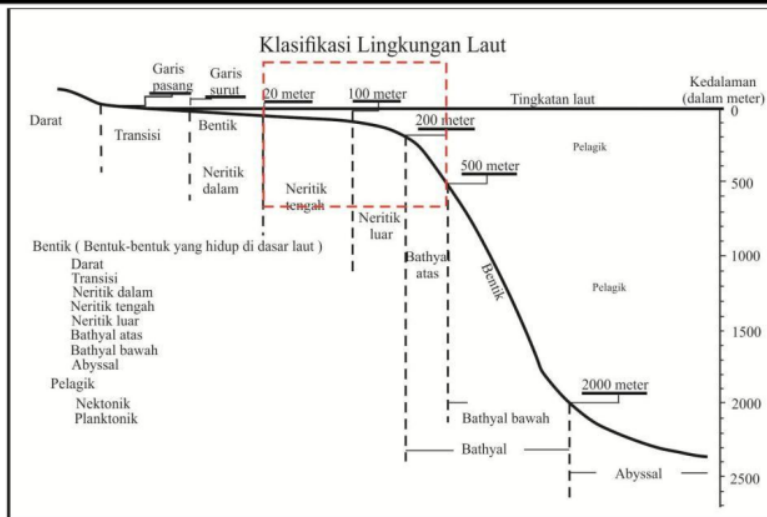 Klasifikasi Lingkungan Laut
Garis
pasang
Garis
surut
20 meter
100 meter
Tingkatan laut
Kedalaman
(dalam meter)
0
Darat
Transisi
Bentik
200 meter
Pelagik
Neritik
dalam
Neritik
tengah
500 meter
500
Neritik
luar
Bentik ( Bentuk-bentuk yang hidup di dasar laut )
Darat
Transisi
Neritik dalam
Neritik tengah
Neritik luar
Bathyal atas
Bathyal bawah
Abyssal
Pelagik
Nektonik
Planktonik
Bathyal
atas
Bentik
Pelagik
1000
1500
2000 meter
2000
Bathyal bawah
Bathyal
Abyssal
2500